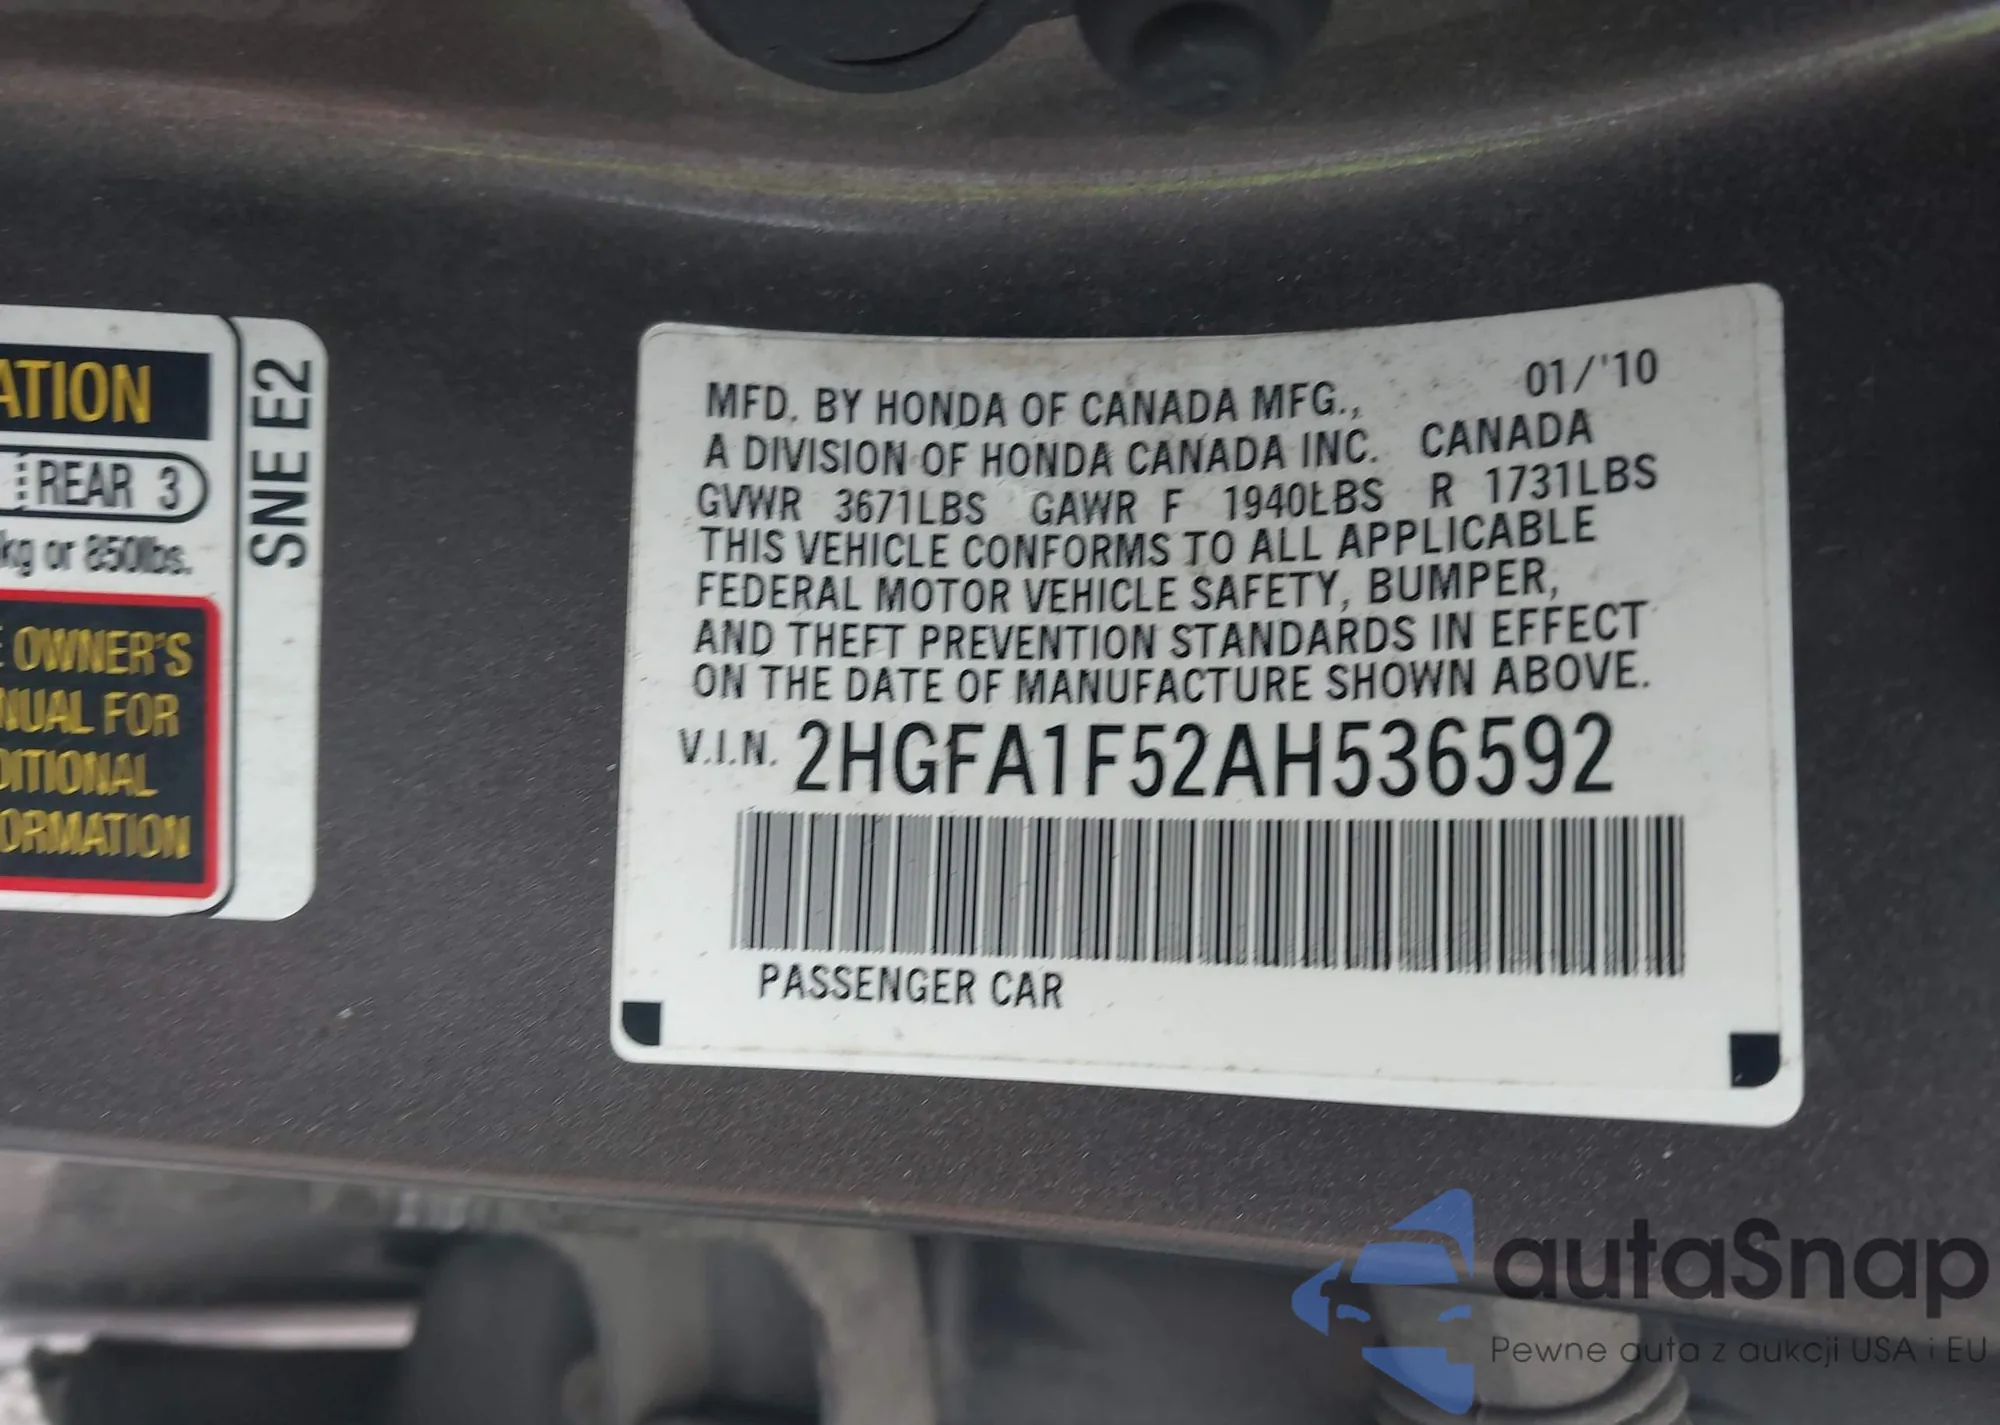 ATION
REAR 3
kg or 850lbs.
E OWNER'S
NUAL FOR
DITIONAL
ORMATION
SNE E2
01/'10
MFD. BY HONDA OF CANADA MFG.,
A DIVISION OF HONDA CANADA INC. CANADA
GVWR 3671LBS GAWR F 1940LBS R 1731LBS
THIS VEHICLE CONFORMS TO ALL APPLICABLE
FEDERAL MOTOR VEHICLE SAFETY, BUMPER,
AND THEFT PREVENTION STANDARDS IN EFFECT
ON THE DATE OF MANUFACTURE SHOWN ABOVE.
V.I.N. 2HGFA1F52AH536592
PASSENGER CAR
autaSnap
Pewne auta z aukcji USA i EU